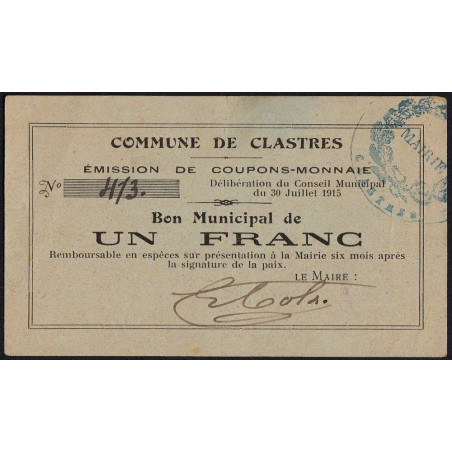 COMMUNE DE CLASTRES
ÉMISSION DE COUPONS-MONNAIE
No 413.
Délibération du Conseil Municipal
du 30 Juillet 1915
Bon Municipal de
UN FRANC
Remboursable en espèces sur présentation à la Mairie six mois après
la signature de la paix.
LE MAIRE :
MAIRIE